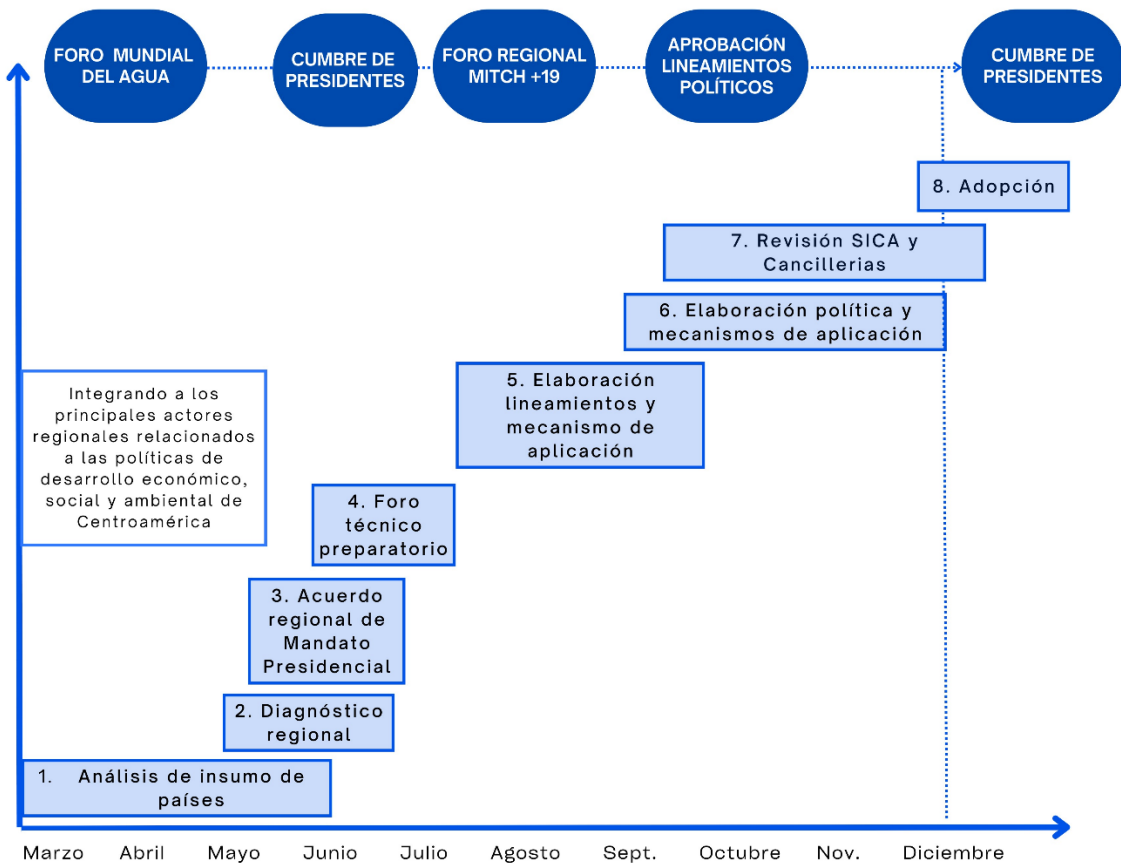 FORO MUNDIAL
DEL AGUA
CUMBRE DE
PRESIDENTES
FORO REGIONAL
MITCH +19
APROBACIÓN
LINEAMIENTOS
POLÍTICOS
CUMBRE DE
PRESIDENTES
8. Adopción
7. Revisión SICA y
Cancillerias
6. Elaboración política y
mecanismos de aplicación
Integrando a los
principales actores
regionales relacionados
a las políticas de
desarrollo económico,
social y ambiental de
Centroamérica
5. Elaboración
lineamientos y
mecanismo de
aplicación
4. Foro
técnico
preparatorio
3. Acuerdo
regional de
Mandato
Presidencial
2. Diagnóstico
regional
1. Análisis de insumo de
países
Marzo Abril Mayo Junio Julio Agosto Sept. Octubre Nov. Diciembre